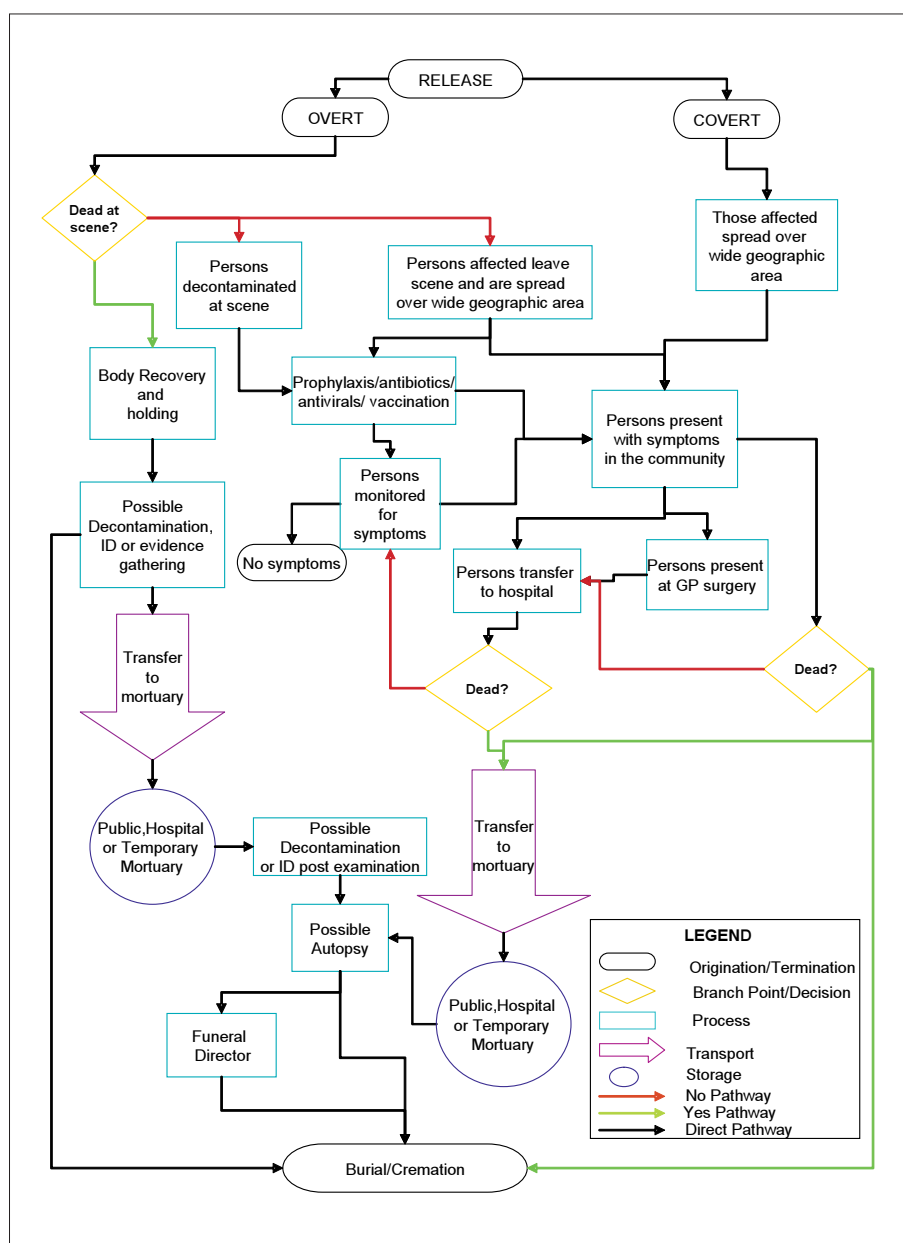 RELEASE
OVERT
COVERT
Dead at
scene?
Persons
decontaminated
at scene
Persons affected leave
scene and are spread
over wide geographic area
Those affected
spread over
wide geographic
area
Body Recovery
and
holding
Prophylaxis/antibiotics/
antivirals/ vaccination
Persons present
with symptoms
in the community
Possible
Decontamination,
ID or evidence
gathering
Persons
monitored
for
symptoms
No symptoms
Persons transfer
to hospital
Persons present
at GP surgery
Transfer
to
mortuary
Dead?
Dead?
Public,Hospital
or Temporary
Mortuary
Possible
Decontamination
or ID post examination
Transfer
to
mortuary
Possible
Autopsy
Public,Hospital
or Temporary
Mortuary
Funeral
Director
Burial/Cremation
LEGEND
Origination/Termination
Branch Point/Decision
Process
Transport
Storage
No Pathway
Yes Pathway
Direct Pathway